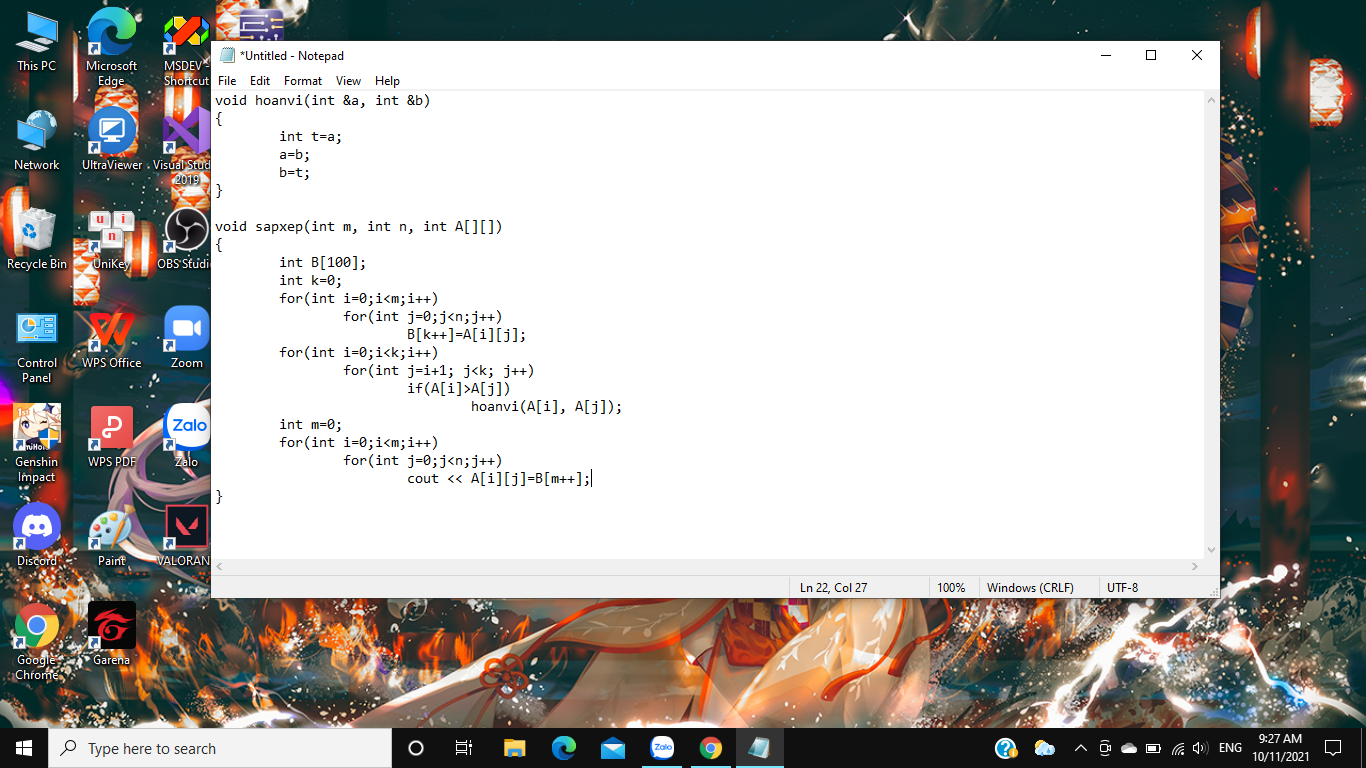 This PC
Microsoft Edge
MSDEV - Shortcut
Network
UltraViewer
Visual Stud
2019
Recycle Bin
UniKey
OBS Studi
Control Panel
WPS Office
Zoom
Genshin Impact
WPS PDF
Zalo
Discord
Paint
VALORAN
Google Chrome
Garena
*Untitled - Notepad
File Edit Format View Help
void hoanvi(int &a, int &b)
{
int t=a;
a=b;
b=t;
}
void sapxep(int m, int n, int A[][])
{
int B[100];
int k=0;
for(int i=0;i<m;i++)
for(int j=0;j<n;j++)
B[k++]=A[i][j];
for(int i=0;i<k;i++)
for(int j=i+1; j<k; j++)
if(A[i]>A[j])
hoanvi(A[i], A[j]);
int m=0;
for(int i=0;i<m;i++)
for(int j=0;j<n;j++)
cout << A[i][j]=B[m++];
}
Ln 22, Col 27 100% Windows (CRLF) UTF-8
Type here to search
Zalo
ENG
9:27 AM
10/11/2021